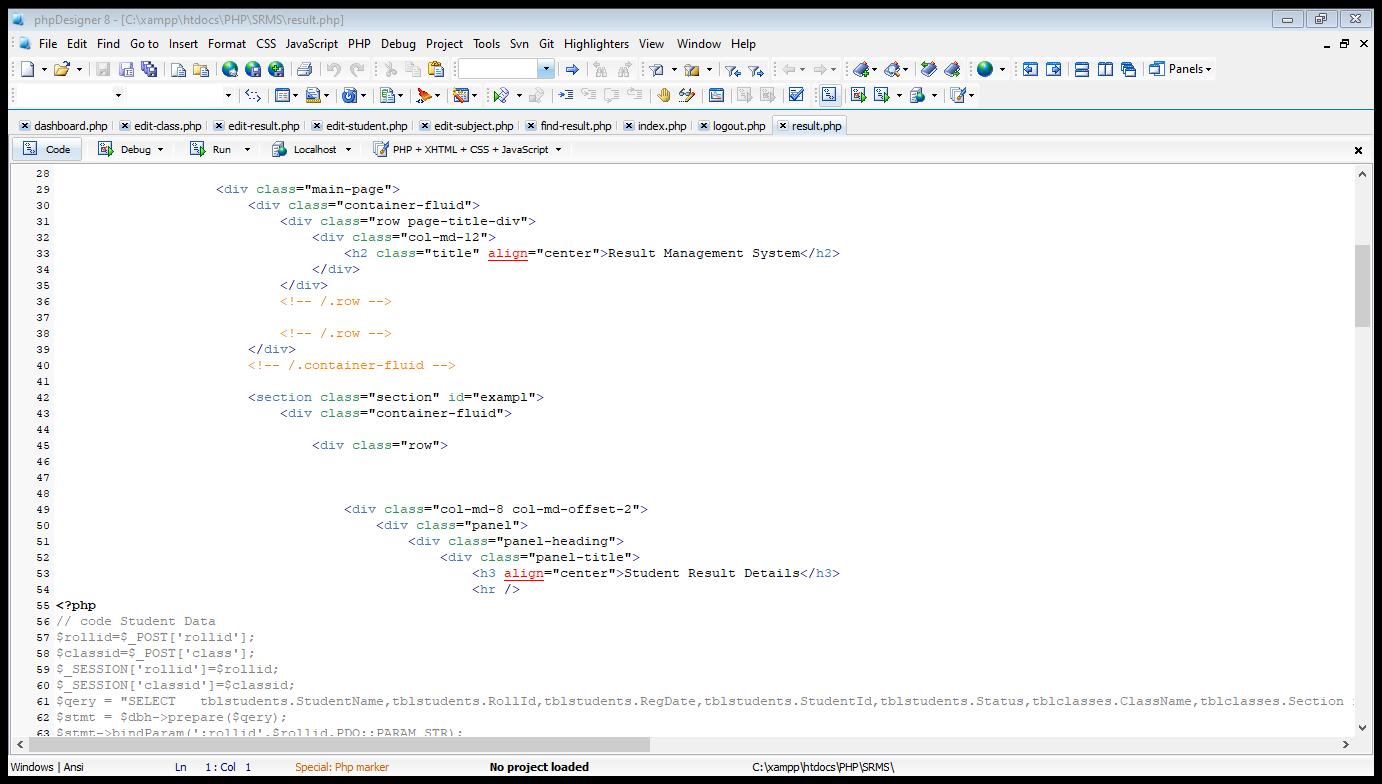 phpDesigner 8 - [C:\xampp\htdocs\PHP\SRMS\result.php]
File Edit Find Go to Insert Format CSS JavaScript PHP Debug Project Tools Svn Git Highlighters View Window Help
Panels
dashboard.php edit-class.php edit-result.php edit-student.php edit-subject.php find-result.php index.php logout.php result.php
Code Debug Run Localhost PHP + XHTML + CSS + JavaScript
28
29 <div class="main-page">
30 <div class="container-fluid">
31 <div class="row page-title-div">
32 <div class="col-md-12">
33 <h2 class="title" align="center">Result Management System</h2>
34 </div>
35 </div>
36 <!-- /.row -->
37
38 <!-- /.row -->
39 </div>
40 <!-- /.container-fluid -->
41
42 <section class="section" id="exampl">
43 <div class="container-fluid">
44
45 <div class="row">
46
47
48
49 <div class="col-md-8 col-md-offset-2">
50 <div class="panel">
51 <div class="panel-heading">
52 <div class="panel-title">
53 <h3 align="center">Student Result Details</h3>
54 <hr />
55 <?php
56 // code Student Data
57 $rollid=$_POST['rollid'];
58 $classid=$_POST['class'];
59 $_SESSION['rollid']=$rollid;
60 $_SESSION['classid']=$classid;
61 $qery = "SELECT tblstudents.StudentName,tblstudents.RollId,tblstudents.RegDate,tblstudents.StudentId,tblstudents.Status,tblclasses.ClassName,tblclasses.Section
62 $stmt = $dbh->prepare($qery);
63 $stmt->bindParam(':rollid',$rollid,PDO::PARAM_STR);
Windows | Ansi Ln 1 : Col 1 Special: Php marker No project loaded C:\xampp\htdocs\PHP\SRMS\